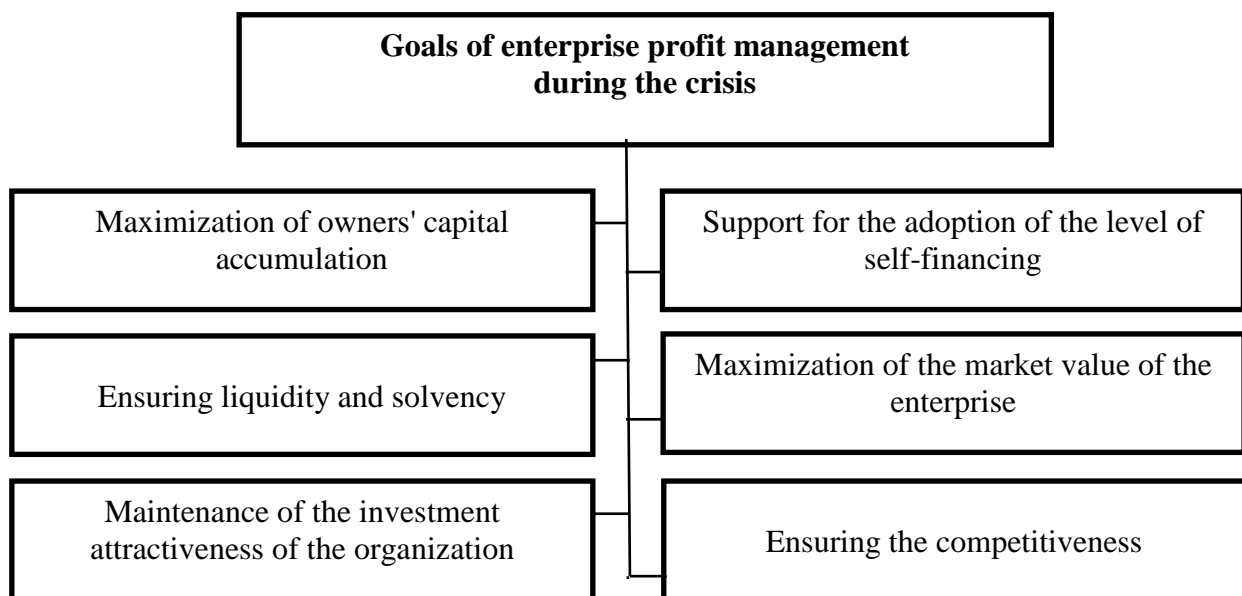 Goals of enterprise profit management
during the crisis
Maximization of owners' capital
accumulation
Support for the adoption of the level of
self-financing
Ensuring liquidity and solvency
Maximization of the market value of the
enterprise
Maintenance of the investment
attractiveness of the organization
Ensuring the competitiveness